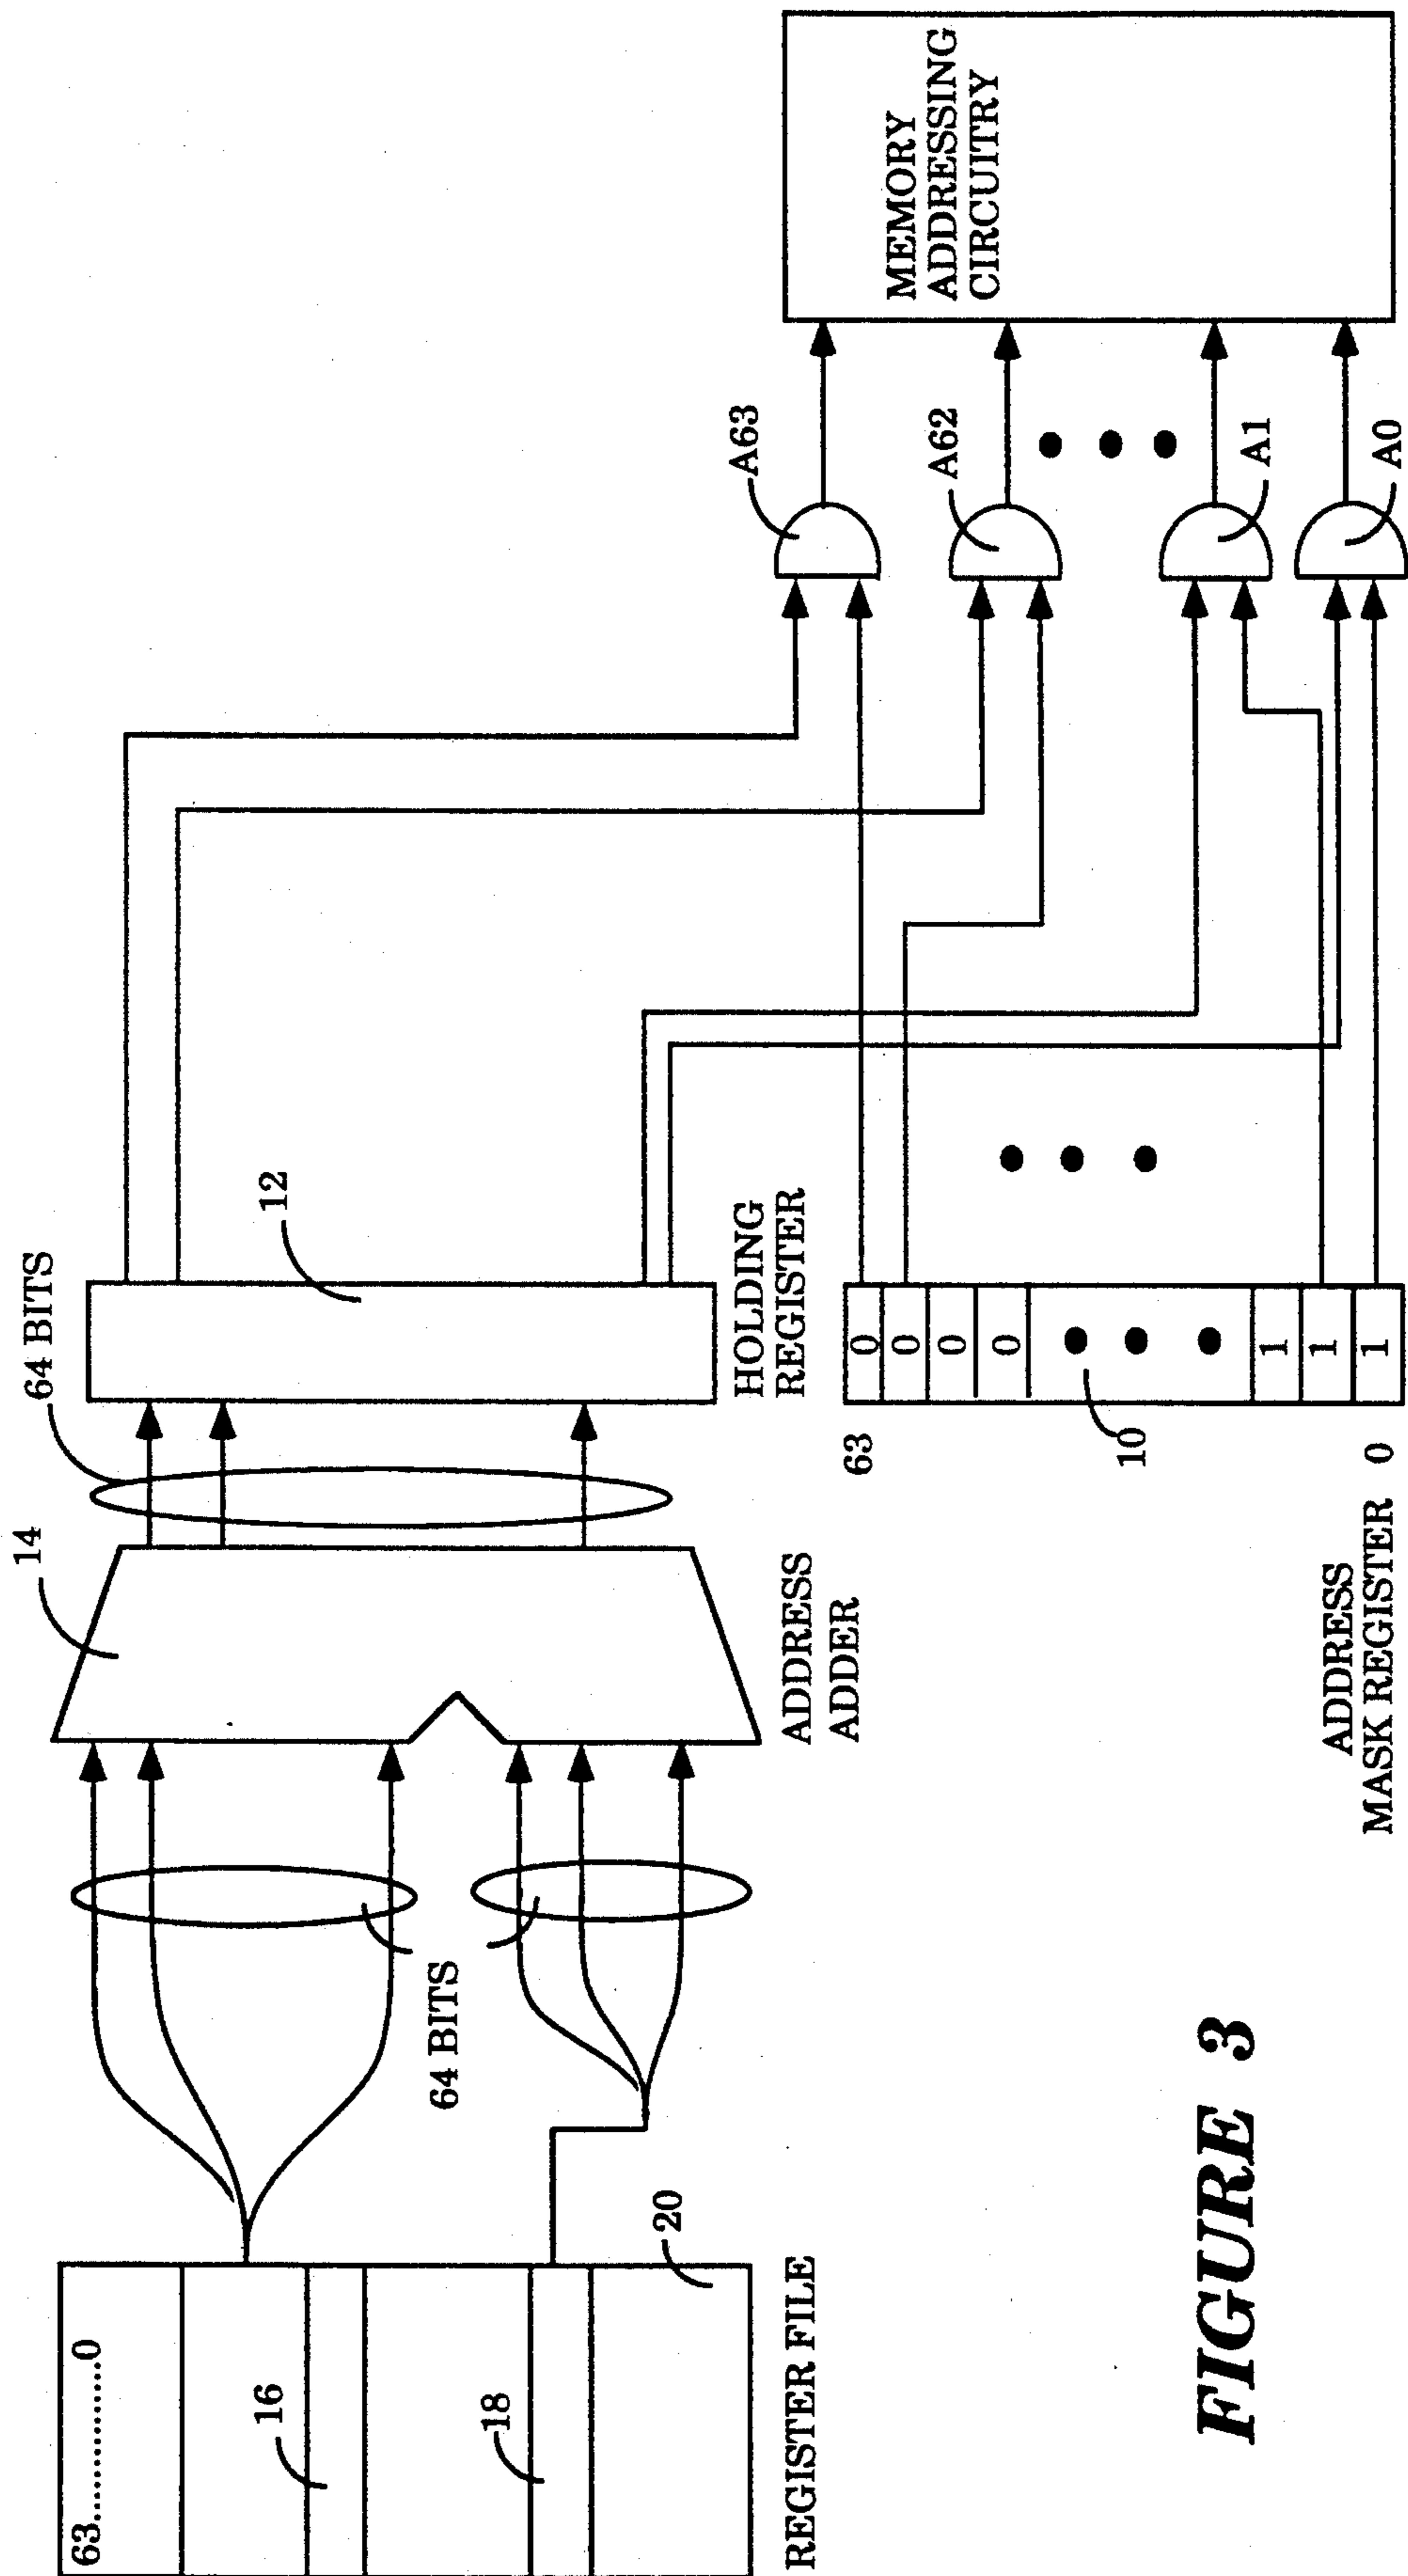 63..............0
16
18
20
REGISTER FILE
64 BITS
14
ADDRESS
ADDER
64 BITS
12
HOLDING
REGISTER
63
0
0
0
0
1
1
1
10
ADDRESS
MASK REGISTER 0
A63
A62
A1
A0
MEMORY
ADDRESSING
CIRCUITRY
FIGURE 3